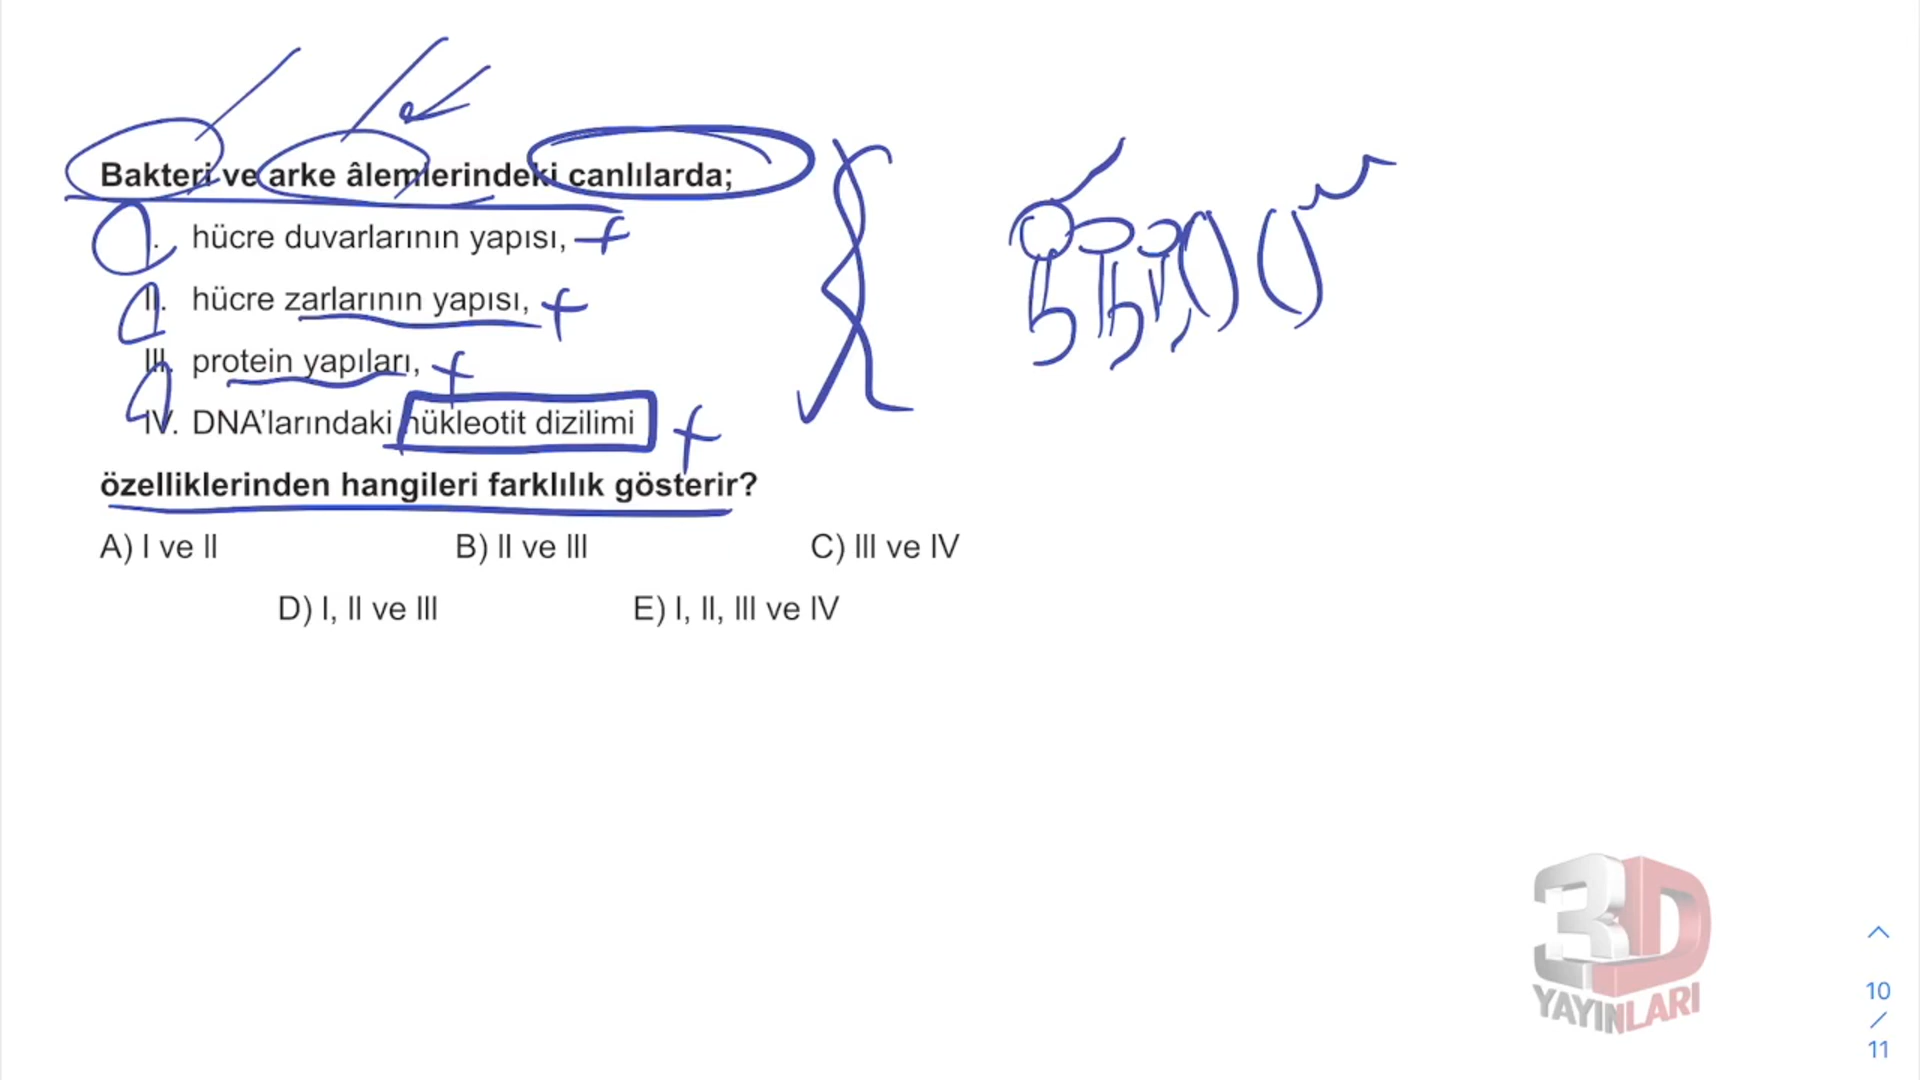 Bakteri ve arke âlemlerindeki canlılarda;
I. hücre duvarlarının yapısı, +
II. hücre zarlarının yapısı, +
III. protein yapıları, +
IV. DNA'larındaki nükleotit dizilimi +
özelliklerinden hangileri farklılık gösterir?
A) I ve II B) II ve III C) III ve IV
D) I, II ve III E) I, II, III ve IV
3D
YAYINLARI
10
/
11